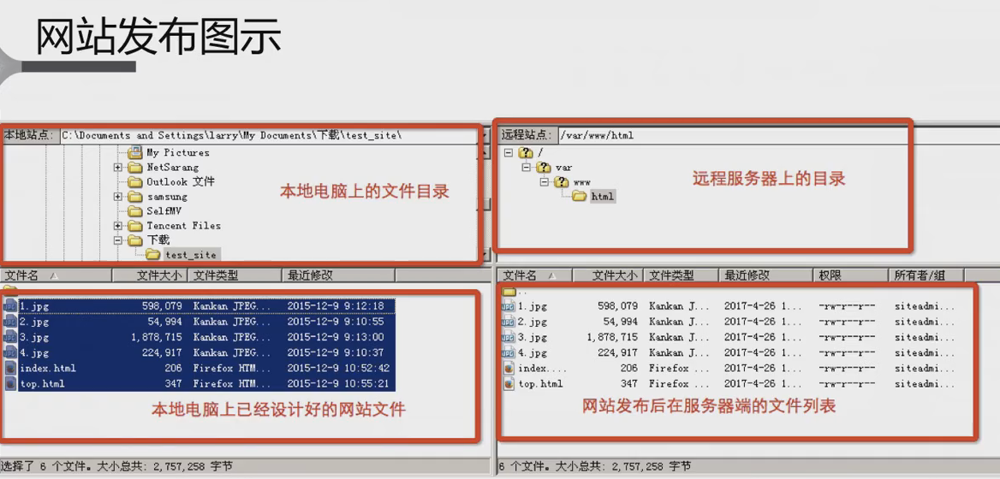 网站发布图示
本地站点: C:\Documents and Settings\larry\My Documents\下载\test_site\
My Pictures
NetSarang
Outlook 文件
samsung
SelfMV
Tencent Files
下载
test_site
本地电脑上的文件目录
远程站点: /var/www/html
/
var
www
html
远程服务器上的目录
文件名 文件大小 文件类型 最近修改
1.jpg 598,079 Kankan JPEG... 2015-12-9 9:12:18
2.jpg 54,994 Kankan JPEG... 2015-12-9 9:10:55
3.jpg 1,878,715 Kankan JPEG... 2015-12-9 9:13:00
4.jpg 224,917 Kankan JPEG... 2015-12-9 9:10:37
index.html 206 Firefox HTM... 2015-12-9 10:52:42
top.html 347 Firefox HTM... 2015-12-9 10:55:21
本地电脑上已经设计好的网站文件
选择了 6 个文件。大小总共: 2,757,258 字节
文件名 文件大小 文件类型 最近修改 权限 所有者/组
..
1.jpg 598,079 Kankan J... 2017-4-26 1... -rw-r--r-- siteadmi...
2.jpg 54,994 Kankan J... 2017-4-26 1... -rw-r--r-- siteadmi...
3.jpg 1,878,715 Kankan J... 2017-4-26 1... -rw-r--r-- siteadmi...
4.jpg 224,917 Kankan J... 2017-4-26 1... -rw-r--r-- siteadmi...
index.... 206 Firefox ... 2017-4-26 1... -rw-r--r-- siteadmi...
top.html 347 Firefox ... 2017-4-26 1... -rw-r--r-- siteadmi...
网站发布后在服务器端的文件列表
6 个文件。大小总共: 2,757,258 字节